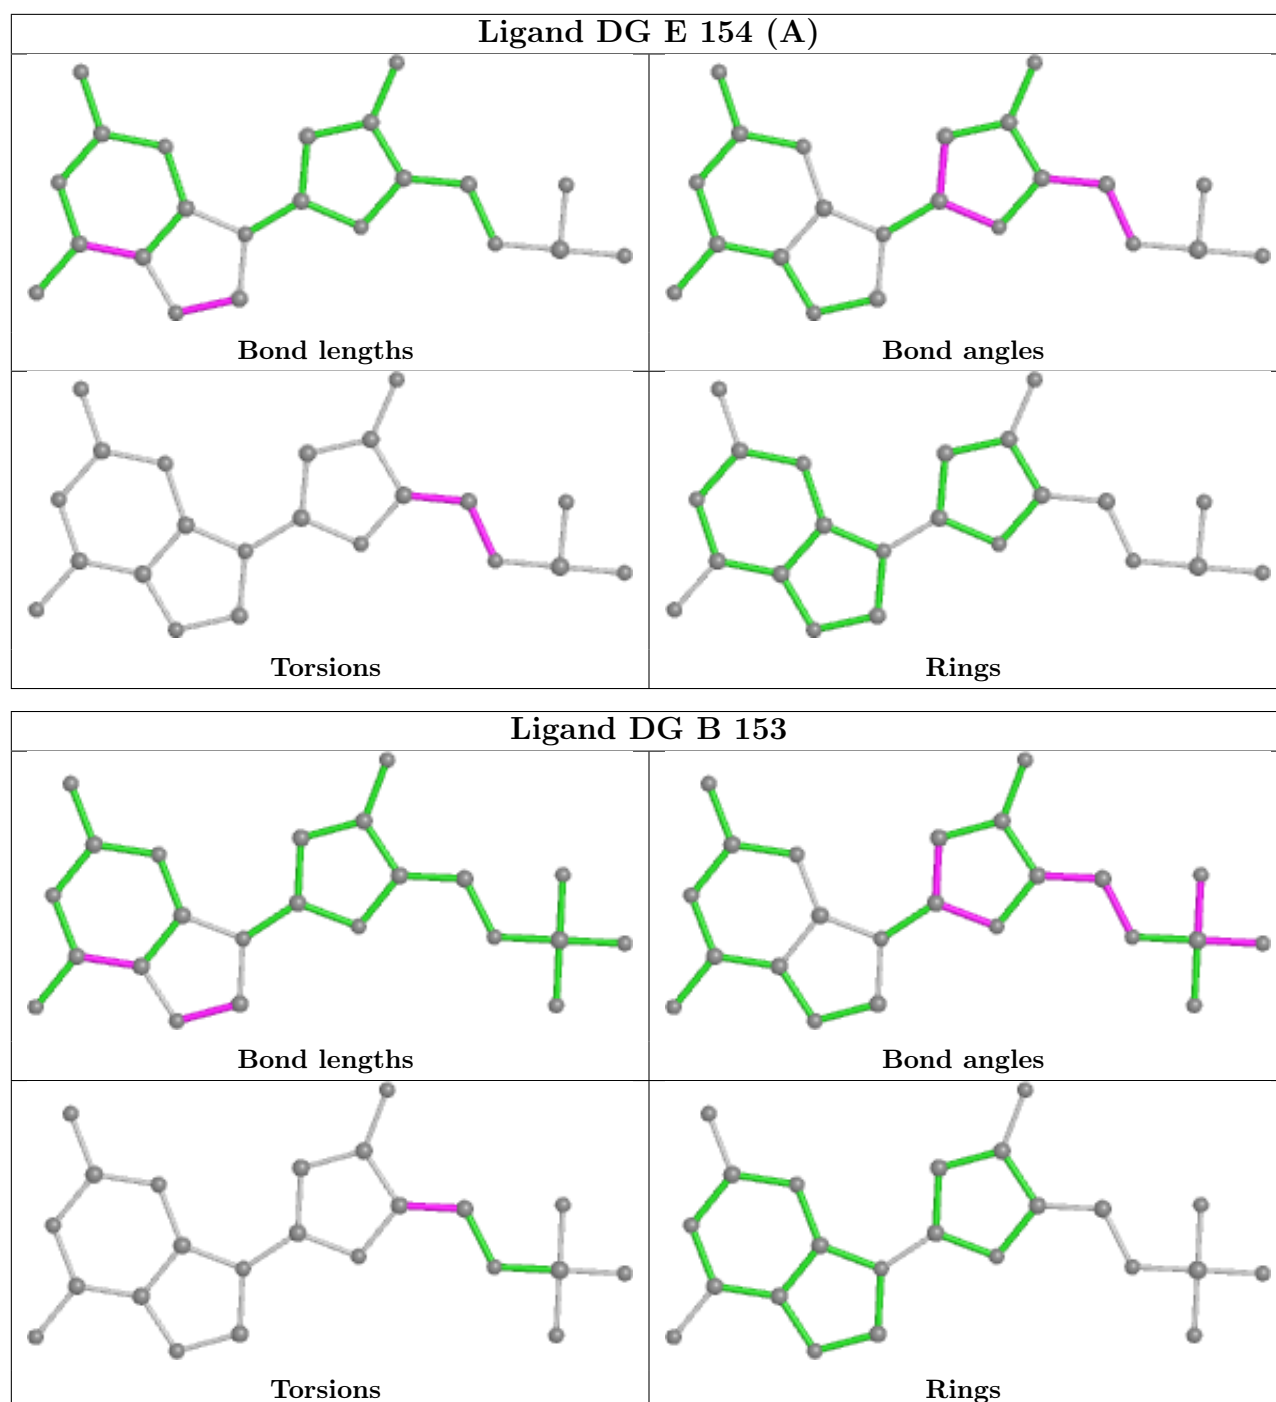 Ligand DG E 154 (A)
Bond lengths
Bond angles
Torsions
Rings
Ligand DG B 153
Bond lengths
Bond angles
Torsions
Rings